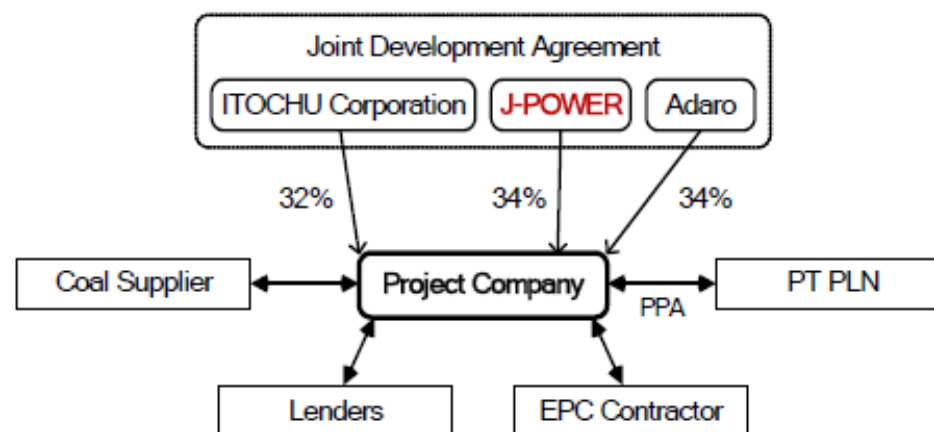 Joint Development Agreement
ITOCHU Corporation
J-POWER
Adaro
32%
34%
34%
Coal Supplier
Project Company
PPA
PT PLN
Lenders
EPC Contractor